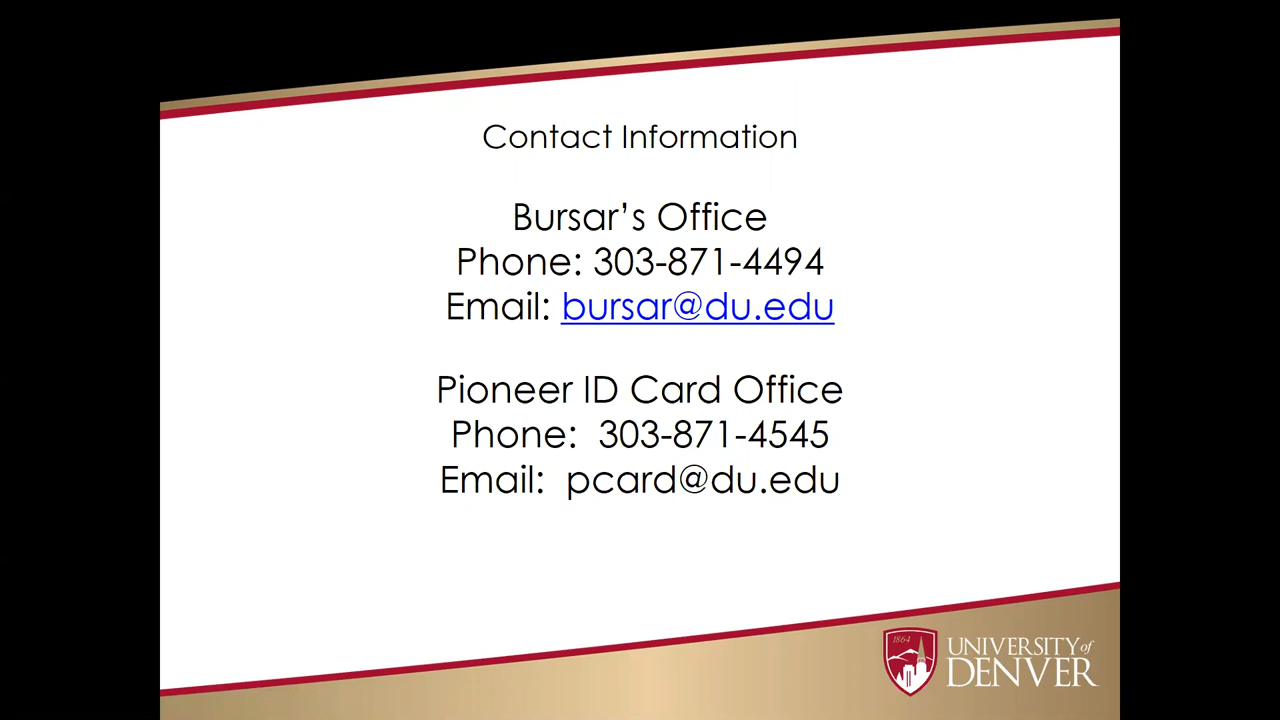 Contact Information
Bursar’s Office
Phone: 303-871-4494
Email: bursar@du.edu
Pioneer ID Card Office
Phone:  303-871-4545
Email:  pcard@du.edu
1864
UNIVERSITY of
DENVER